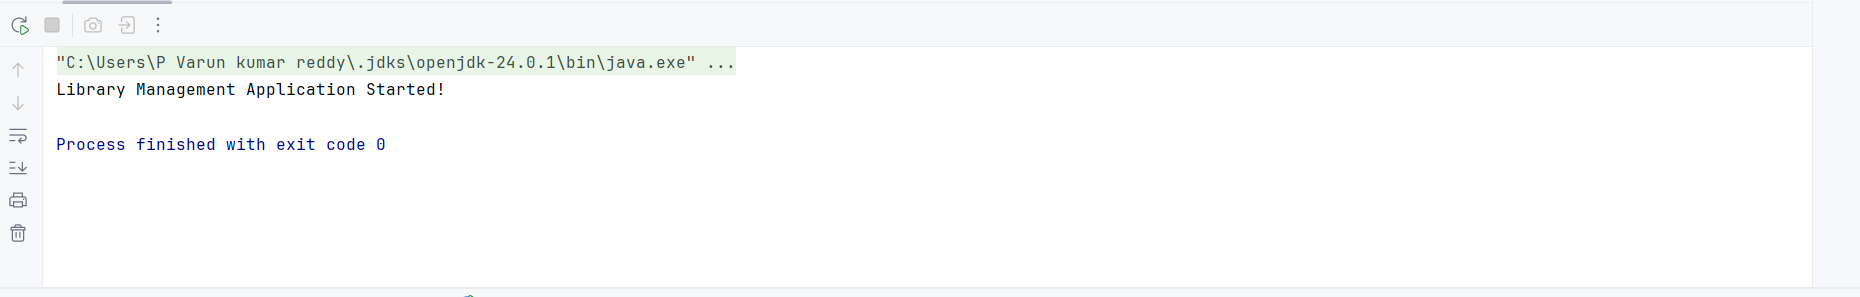 "C:\Users\P Varun kumar reddy\.jdks\openjdk-24.0.1\bin\java.exe" ...
Library Management Application Started!
Process finished with exit code 0